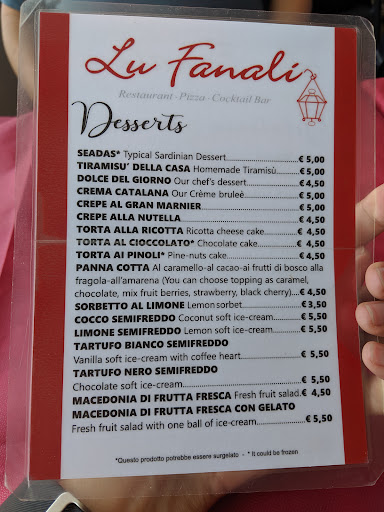 Lu Fanali
Restaurant - Pizza - Cocktail Bar
Desserts
SEADAS* Typical Sardinian Dessert....€ 5,00
TIRAMISU' DELLA CASA Homemade Tiramisù....€ 5,00
DOLCE DEL GIORNO Our chef's dessert....€ 4,50
CREMA CATALANA Our Crème bruleè....€ 5,00
CREPE AL GRAN MARNIER....€ 5,00
CREPE ALLA NUTELLA....€ 4,50
TORTA ALLA RICOTTA Ricotta cheese cake....€ 4,50
TORTA AL CIOCCOLATO* Chocolate cake....€ 4,50
TORTA AI PINOLI* Pine-nuts cake....€ 4,50
PANNA COTTA Al caramello-al cacao-ai frutti di bosco alla
fragola-all'amarena (You can choose topping as caramel,
chocolate, mix fruit berries, strawberry, black cherry)...€ 4,50
SORBETTO AL LIMONE Lemon sorbet....€ 3,50
COCCO SEMIFREDDO Coconut soft ice-cream....€ 5,50
LIMONE SEMIFREDDO Lemon soft ice-cream....€ 5,50
TARTUFO BIANCO SEMIFREDDO
Vanilla soft ice-cream with coffee heart....€ 5,50
TARTUFO NERO SEMIFREDDO
Chocolate soft ice-cream....€ 5,50
MACEDONIA DI FRUTTA FRESCA Fresh fruit salad.€ 4,50
MACEDONIA DI FRUTTA FRESCA CON GELATO
Fresh fruit salad with one ball of ice-cream....€ 5,50
*Questo prodotto potrebbe essere surgelato - * It could be frozen